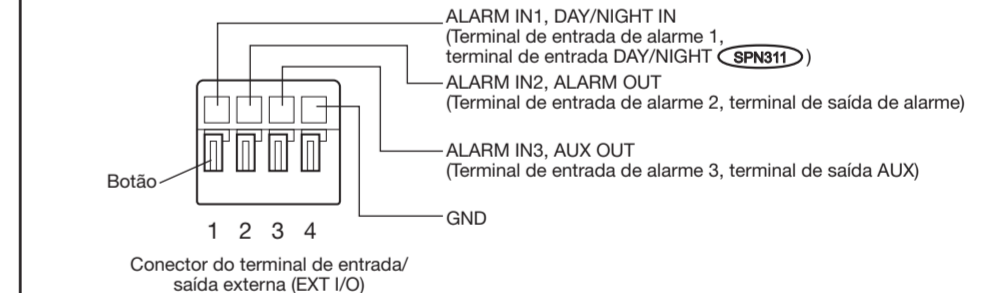 ALARM IN1, DAY/NIGHT IN
(Terminal de entrada de alarme 1,
terminal de entrada DAY/NIGHT SPN311 )
ALARM IN2, ALARM OUT
(Terminal de entrada de alarme 2, terminal de saída de alarme)
ALARM IN3, AUX OUT
(Terminal de entrada de alarme 3, terminal de saída AUX)
GND
Botão
1 2 3 4
Conector do terminal de entrada/
saída externa (EXT I/O)